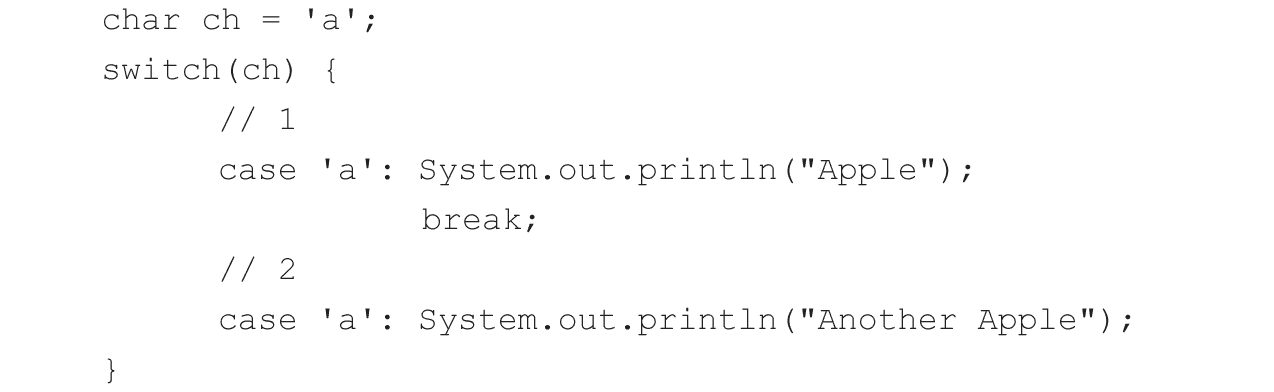 char ch = 'a';
switch(ch) {
// 1
case 'a': System.out.println("Apple");
break;
// 2
case 'a': System.out.println("Another Apple");
}